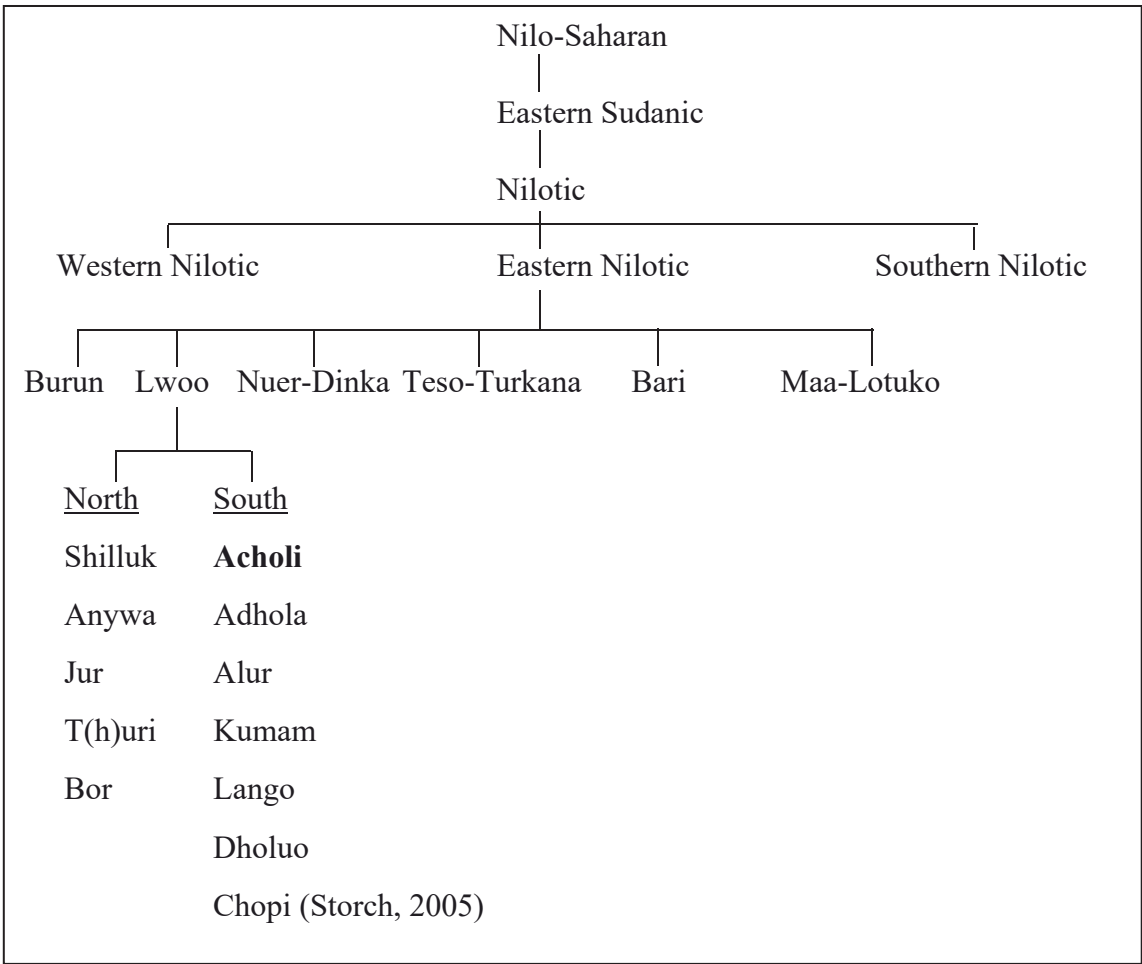 Nilo-Saharan
Eastern Sudanic
Nilotic
Western Nilotic Eastern Nilotic Southern Nilotic
Burun Lwoo Nuer-Dinka Teso-Turkana Bari Maa-Lotuko
North South
Shilluk Acholi
Anywa Adhola
Jur Alur
T(h)uri Kumam
Bor Lango
Dholuo
Chopi (Storch, 2005)